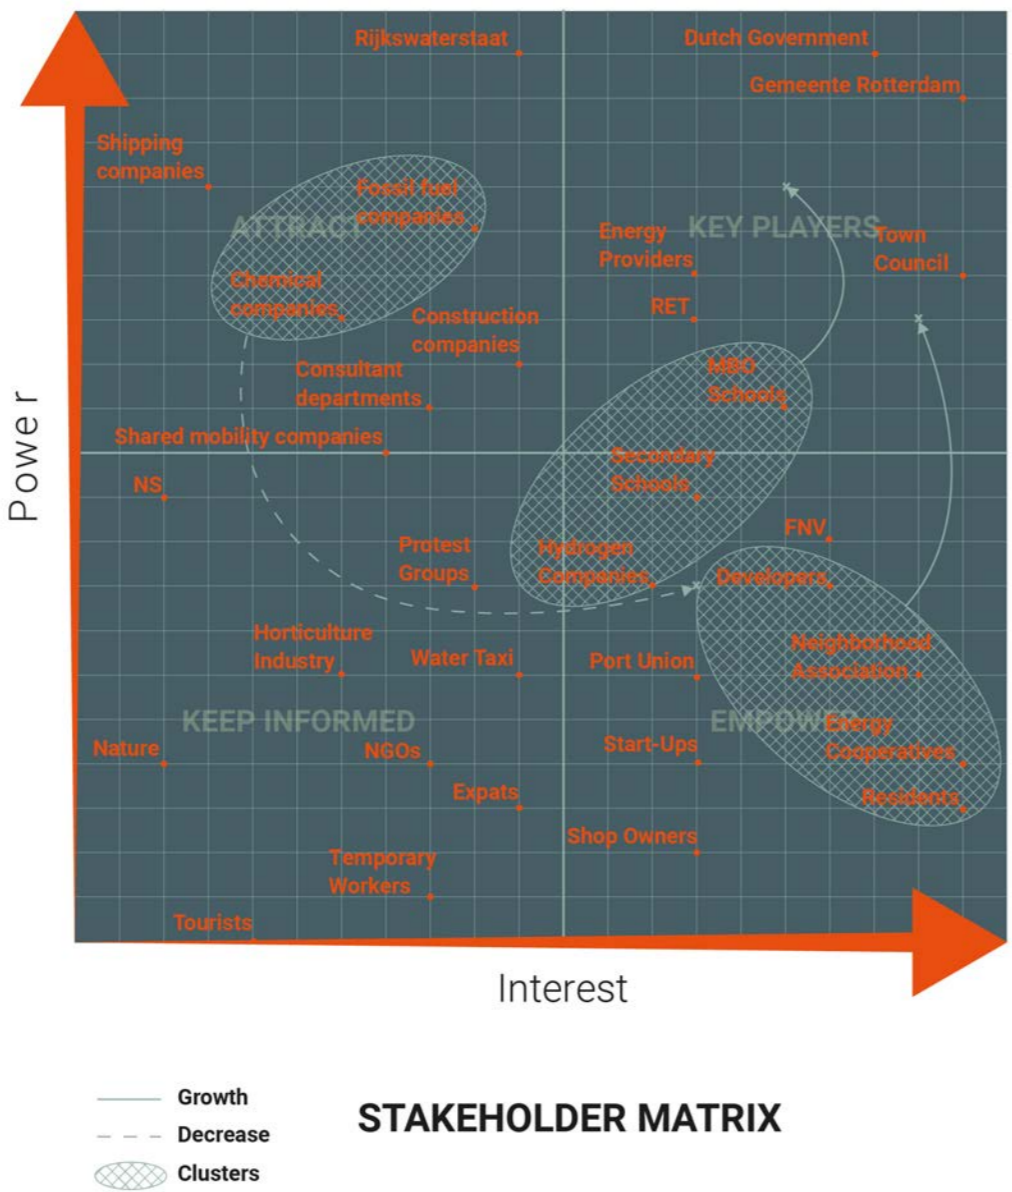 Rijkswaterstaat
Dutch Government
Gemeente Rotterdam
Shipping
companies
Fossil fuel
companies
ATTRACT
KEY PLAYERS
Energy
Providers
Town
Council
Chemical
companies
RET
Construction
companies
Consultant
departments
MBO
Schools
Shared mobility companies
Secondary
Schools
NS
FNV
Protest
Groups
Hydrogen
Companies
Developers
Horticulture
Industry
Water Taxi
Port Union
Neighborhood
Association
KEEP INFORMED
EMPOWER
Nature
NGOs
Start-Ups
Energy
Cooperatives
Expats
Residents
Shop Owners
Temporary
Workers
Tourists
Power
Interest
Growth
Decrease
Clusters
STAKEHOLDER MATRIX